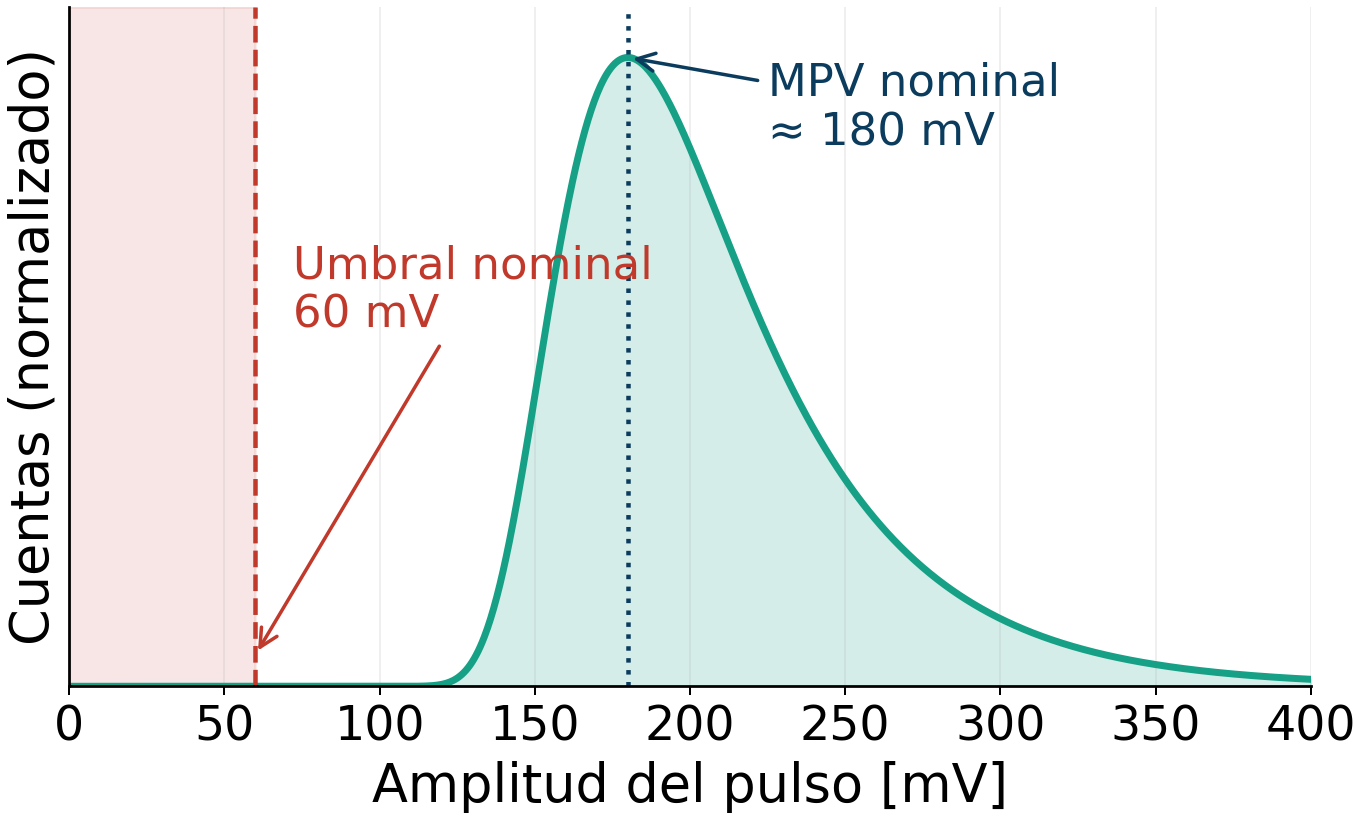 Cuentas (normalizado)
MPV nominal
≈ 180 mV
Umbral nominal
60 mV
0 50 100 150 200 250 300 350 400
Amplitud del pulso [mV]